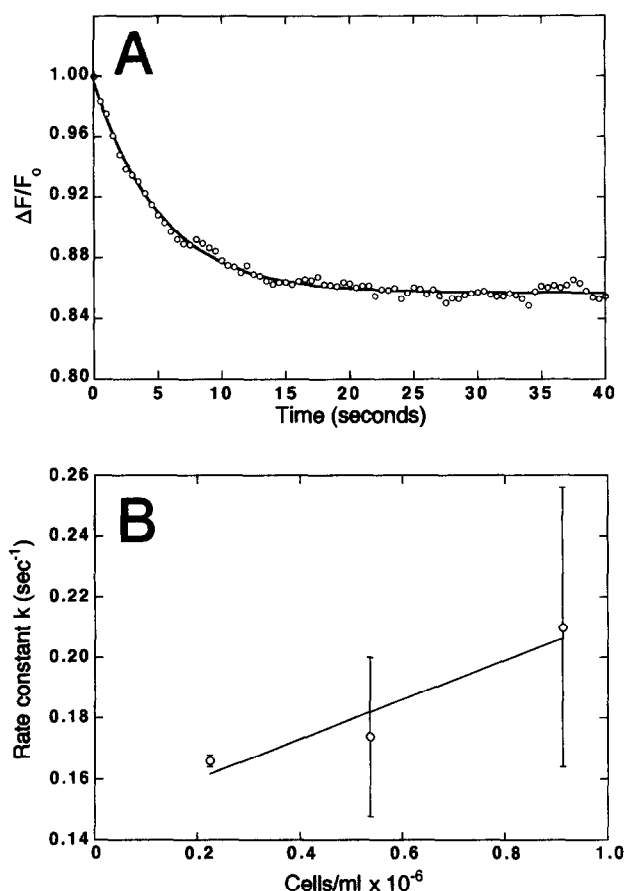 A
ΔF/Fo
1.00
0.96
0.92
0.88
0.84
0.80
0 5 10 15 20 25 30 35 40
Time (seconds)
B
Rate constant k (sec-1)
0.26
0.24
0.22
0.20
0.18
0.16
0.14
0 0.2 0.4 0.6 0.8 1.0
Cells/ml x 10-6